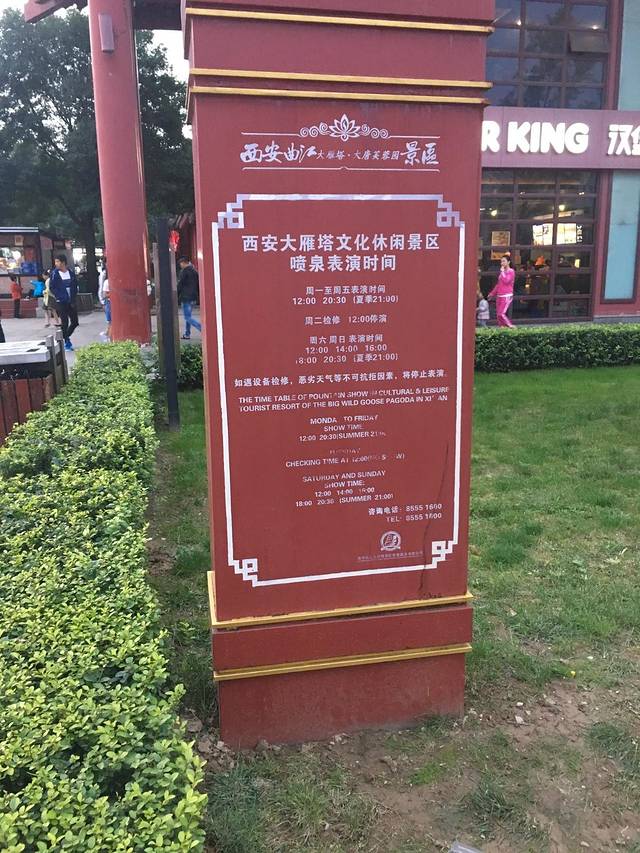 西安曲江 大雁塔·大唐芙蓉园 景區
R KING 汉
西安大雁塔文化休闲景区
喷泉表演时间
周一至周五表演时间
12:00 20:30 (夏季21:00)
周二检修 12:00停演
周六 周日 表演时间
12:00 14:00 16:00
18:00 20:30 (夏季21:00)
如遇设备检修，恶劣天气等不可抗拒因素，将停止表演.
THE TIME TABLE OF FOUNTAIN SHOW IN CULTURAL & LEISURE
TOURIST RESORT OF THE BIG WILD GOOSE PAGODA IN XI' AN
MONDA TO FRIDAY
SHOW TIME:
12:00 20:30(SUMMER 21:
CHECKING TIME AT 12:00
SATURDAY AND SUNDAY
SHOW TIME:
12:00 14:00 16:00
18:00 20:30 (SUMMER 21:00)
咨询电话: 8555 1600
TEL: 8555 1600